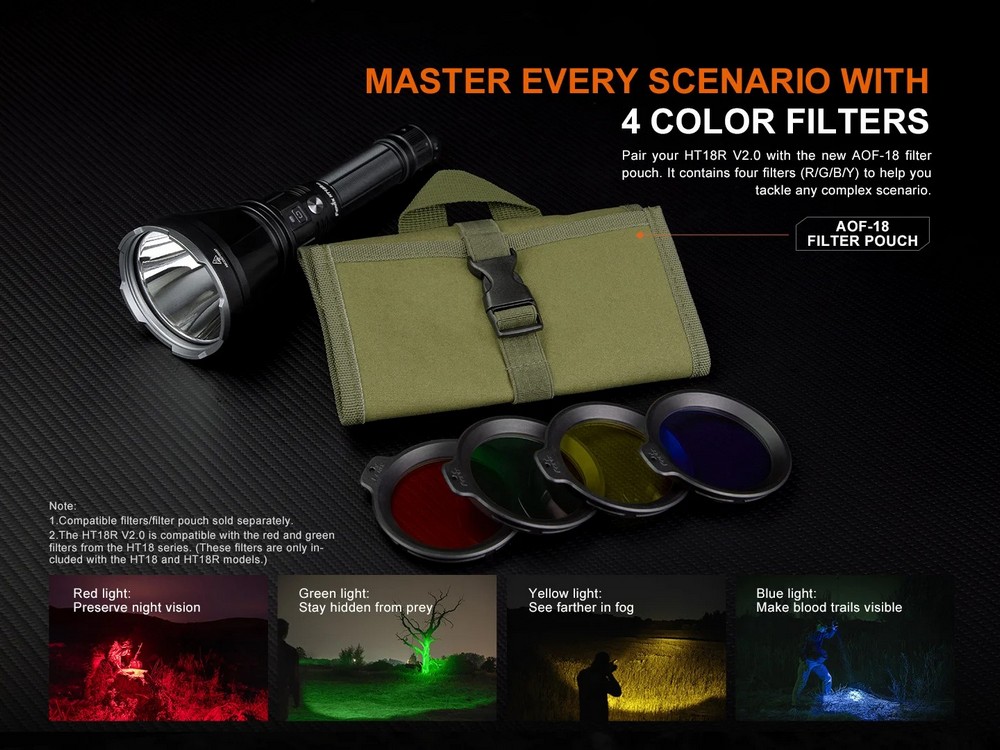 MASTER EVERY SCENARIO WITH
4 COLOR FILTERS
Pair your HT18R V2.0 with the new AOF-18 filter
pouch. It contains four filters (R/G/B/Y) to help you
tackle any complex scenario.
AOF-18
FILTER POUCH
Note:
1.Compatible filters/filter pouch sold separately.
2.The HT18R V2.0 is compatible with the red and green
filters from the HT18 series. (These filters are only in-
cluded with the HT18 and HT18R models.)
Red light:
Preserve night vision
Green light:
Stay hidden from prey
Yellow light:
See farther in fog
Blue light:
Make blood trails visible